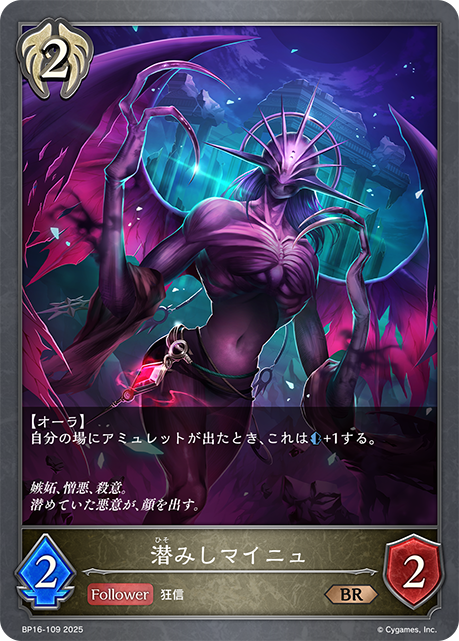 2
【オーラ】
自分の場にアミュレットが出たとき、これは+1する。
嫉妬、憎悪、殺意。
潜めていた悪意が、顔を出す。
ひそ
潜みしマイニュ
2
Follower 狂信
BR
2
BP16-109 2025
© Cygames, Inc.